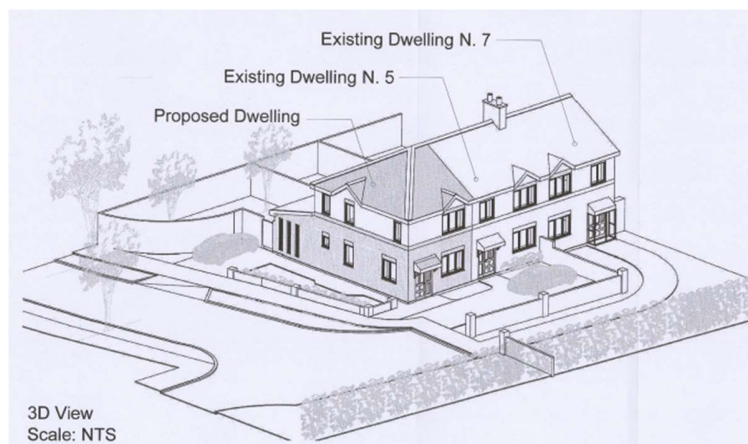 Existing Dwelling N. 7
Existing Dwelling N. 5
Proposed Dwelling
3D View
Scale: NTS